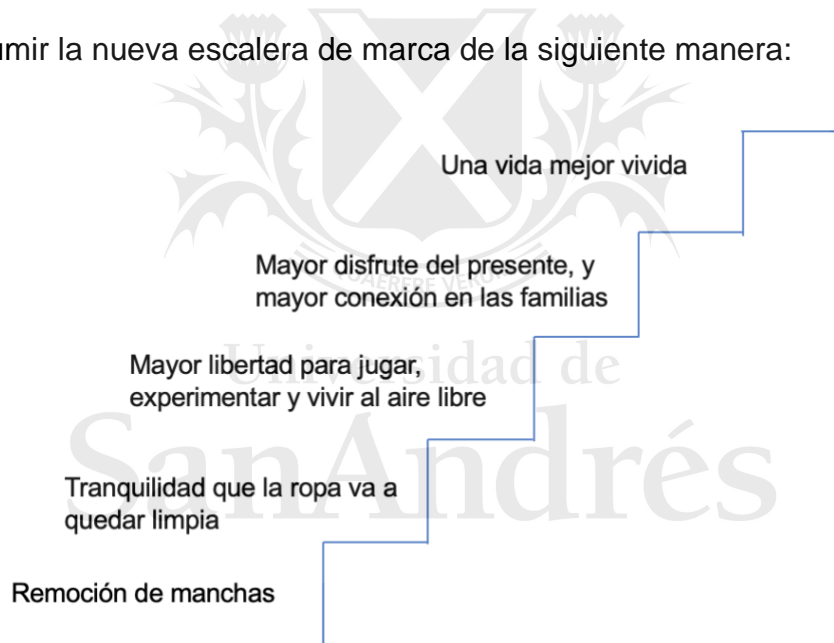 umir la nueva escalera de marca de la siguiente manera:
Una vida mejor vivida
Mayor disfrute del presente, y
mayor conexión en las familias
Mayor libertad para jugar,
experimentar y vivir al aire libre
Tranquilidad que la ropa va a
quedar limpia
Remoción de manchas
Universidad de
SanAndrés